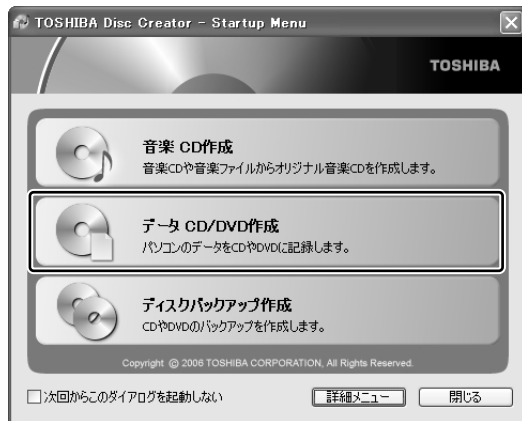 TOSHIBA Disc Creator - Startup Menu
TOSHIBA
音楽 CD作成
音楽CDや音楽ファイルからオリジナル音楽CDを作成します。
データ CD/DVD作成
パソコンのデータをCDやDVDに記録します。
ディスクバックアップ作成
CDやDVDのバックアップを作成します。
Copyright © 2006 TOSHIBA CORPORATION, All Rights Reserved.
次回からこのダイアログを起動しない
詳細メニュー
閉じる